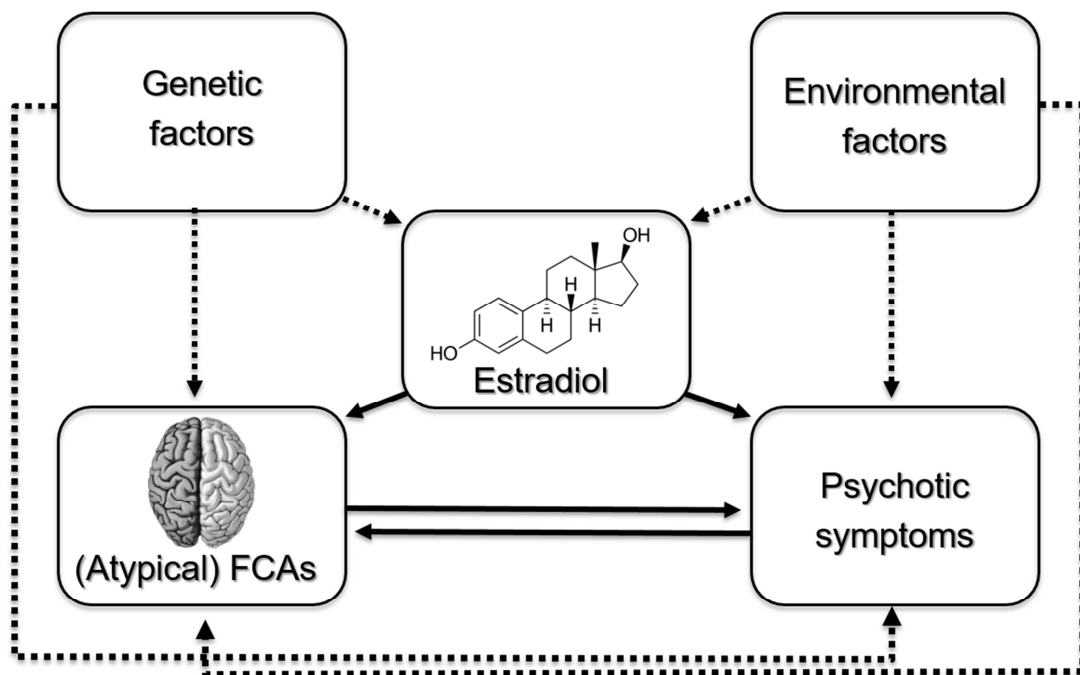 Genetic
factors
Environmental
factors
OH
H
H
H
HO
Estradiol
(Atypical) FCAs
Psychotic
symptoms